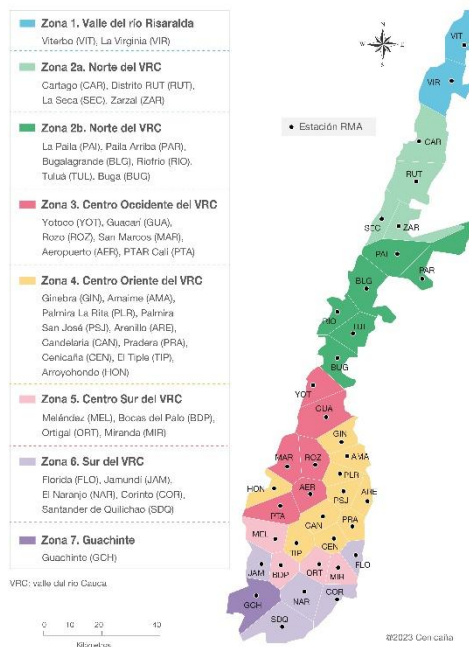 Zona 1. Valle del río Risaralda
Viterbo (VIT), La Virginia (VIR)
Zona 2a. Norte del VRC
Cartago (CAR), Distrito RUT (RUT),
La Seca (SEC), Zarzal (ZAR)
Zona 2b. Norte del VRC
La Paila (PAI), Paila Arriba (PAR),
Bugalagrande (BLG), Riofrío (RIO),
Tuluá (TUL), Buga (BUG)
Zona 3. Centro Occidente del VRC
Yotoco (YOT), Guacarí (GUA),
Rozo (ROZ), San Marcos (MAR),
Aeropuerto (AER), PTAR Cali (PTA)
Zona 4. Centro Oriente del VRC
Ginebra (GIN), Amaime (AMA),
Palmira La Rita (PLR), Palmira
San José (PSJ), Arenillo (ARE),
Candelaria (CAN), Pradera (PRA),
Cenicaña (CEN), El Tiple (TIP),
Arroyohondo (HON)
Zona 5. Centro Sur del VRC
Meléndez (MEL), Bocas del Palo (BDP),
Ortigal (ORT), Miranda (MIR)
Zona 6. Sur del VRC
Florida (FLO), Jamundí (JAM),
El Naranjo (NAR), Corinto (COR),
Santander de Quilichao (SDQ)
Zona 7. Guachinte
Guachinte (GCH)
VRC: valle del río Cauca
0 20 40
Kilómetros
N
VIT
VIR
Estación RMA
CAR
RUT
SEC
ZAR
PAI
PAR
BLG
RIO
TUL
BUG
YOT
GUA
GIN
MAR
ROZ
AMA
PLR
HON
AER
PSJ
ARE
PTA
CAN
PRA
MEL
TIP
CEN
FLO
JAM
BDP
ORT
MIR
GCH
NAR
COR
SDQ
©2023 Cenicaña